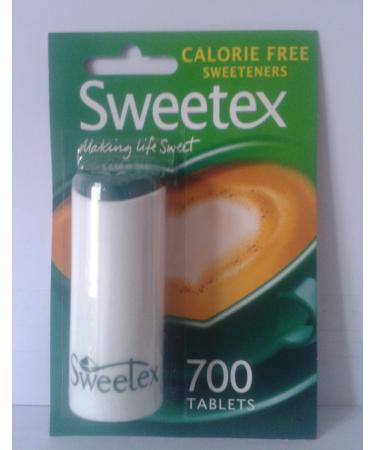 CALORIE FREE
SWEETENERS
Sweetex
Making Life Sweet
Sweetex
700
TABLETS